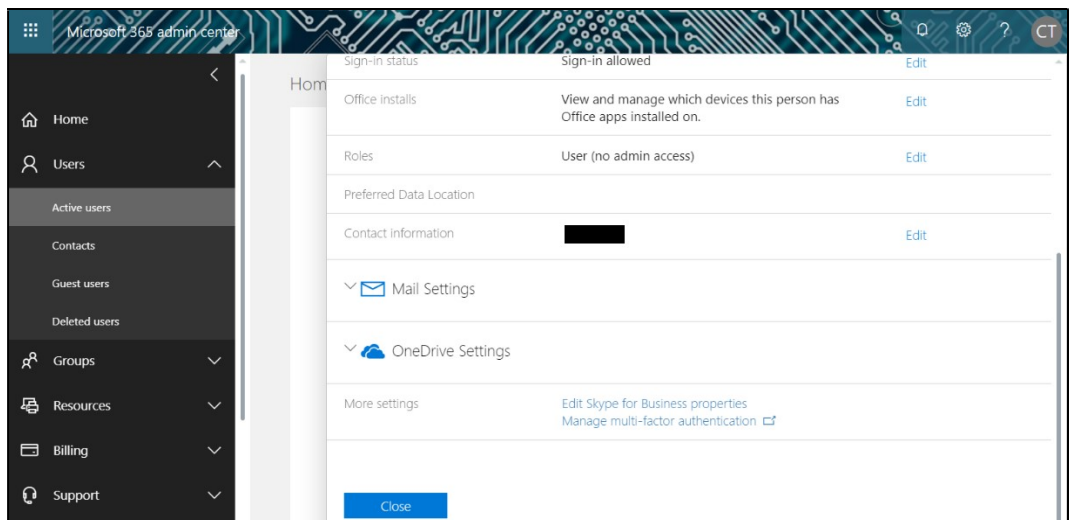 Microsoft 365 admin center
?
CT
Home
Users
Active users
Contacts
Guest users
Deleted users
Groups
Resources
Billing
Support
Hom
Sign-in status Sign-in allowed Edit
Office installs View and manage which devices this person has Edit
Office apps installed on.
Roles User (no admin access) Edit
Preferred Data Location
Contact information Edit
Mail Settings
OneDrive Settings
More settings Edit Skype for Business properties
Manage multi-factor authentication
Close